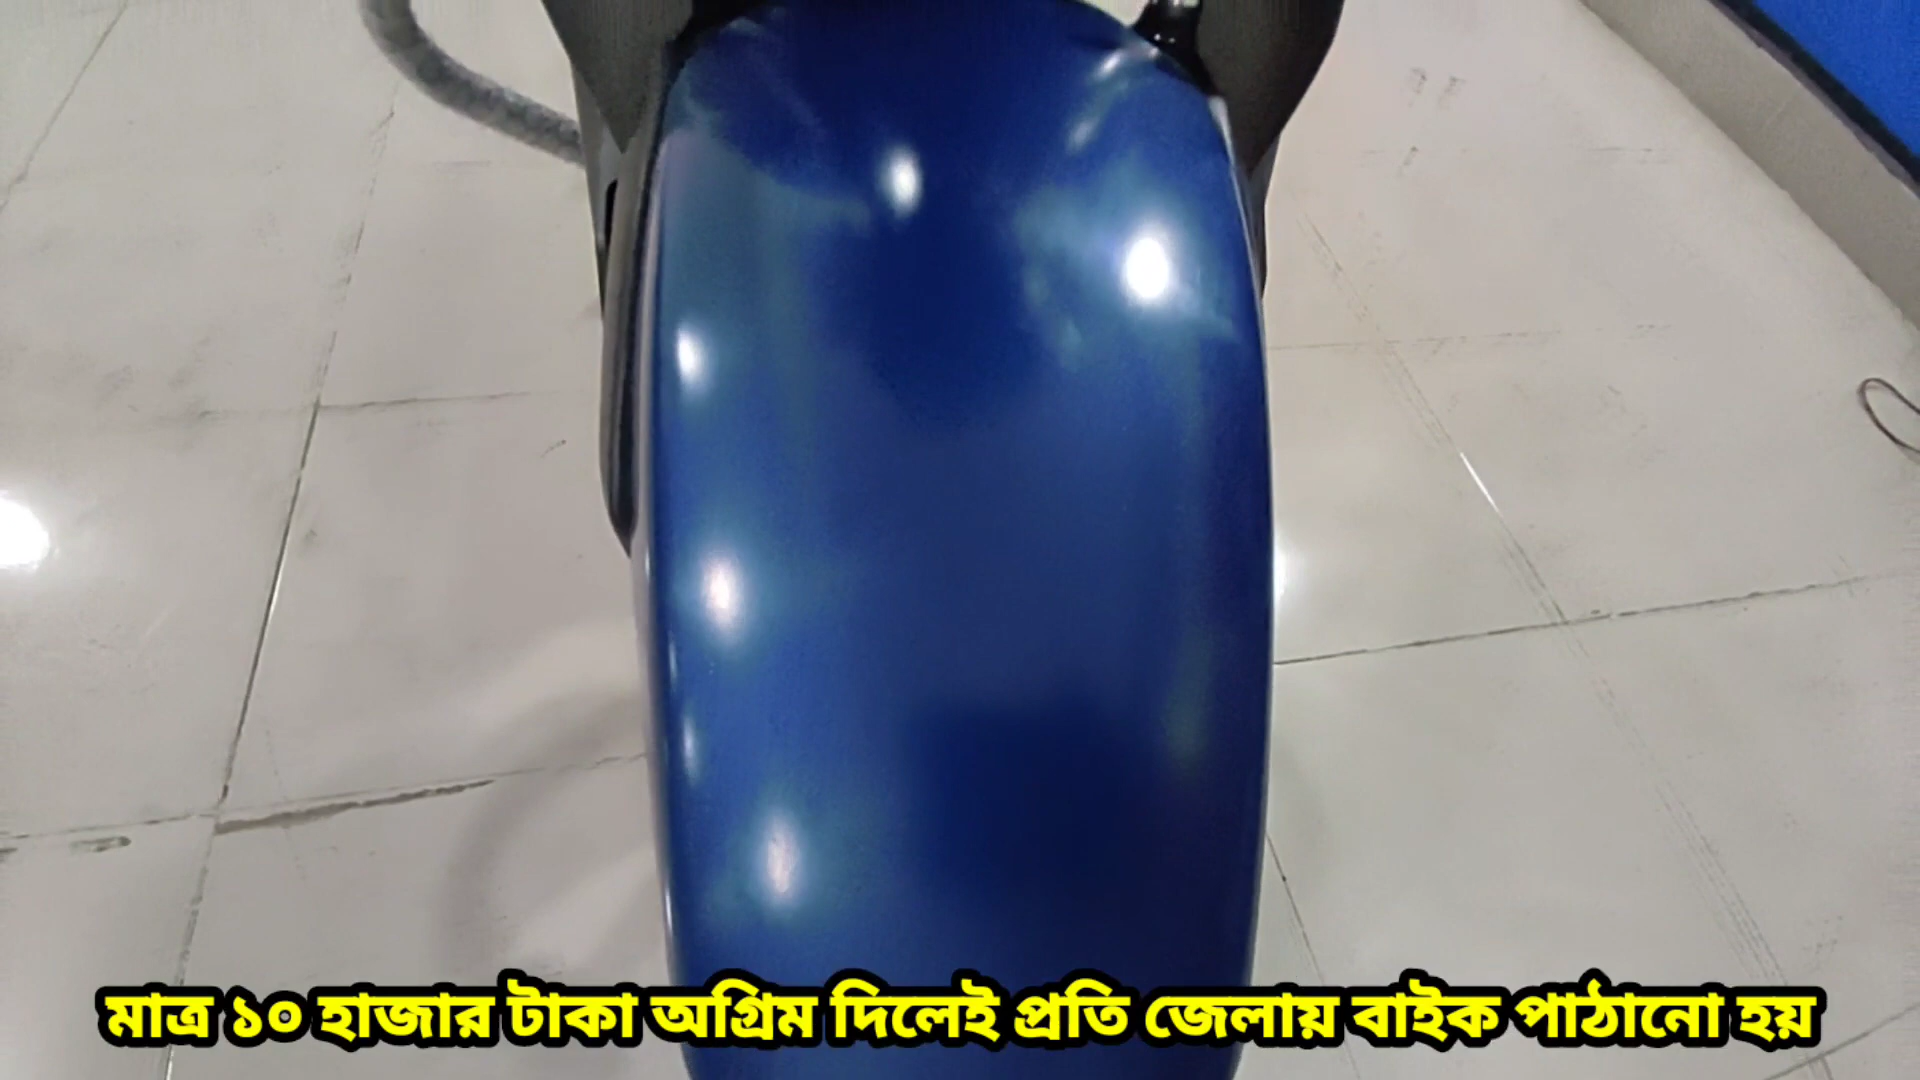 মাত্র ১০ হাজার টাকা অগ্রিম দিলেই প্রতি জেলায় বাইক পাঠানো হয়